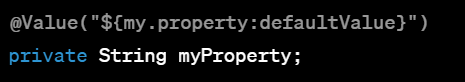 @Value("${my.property:defaultValue}")
private String myProperty;